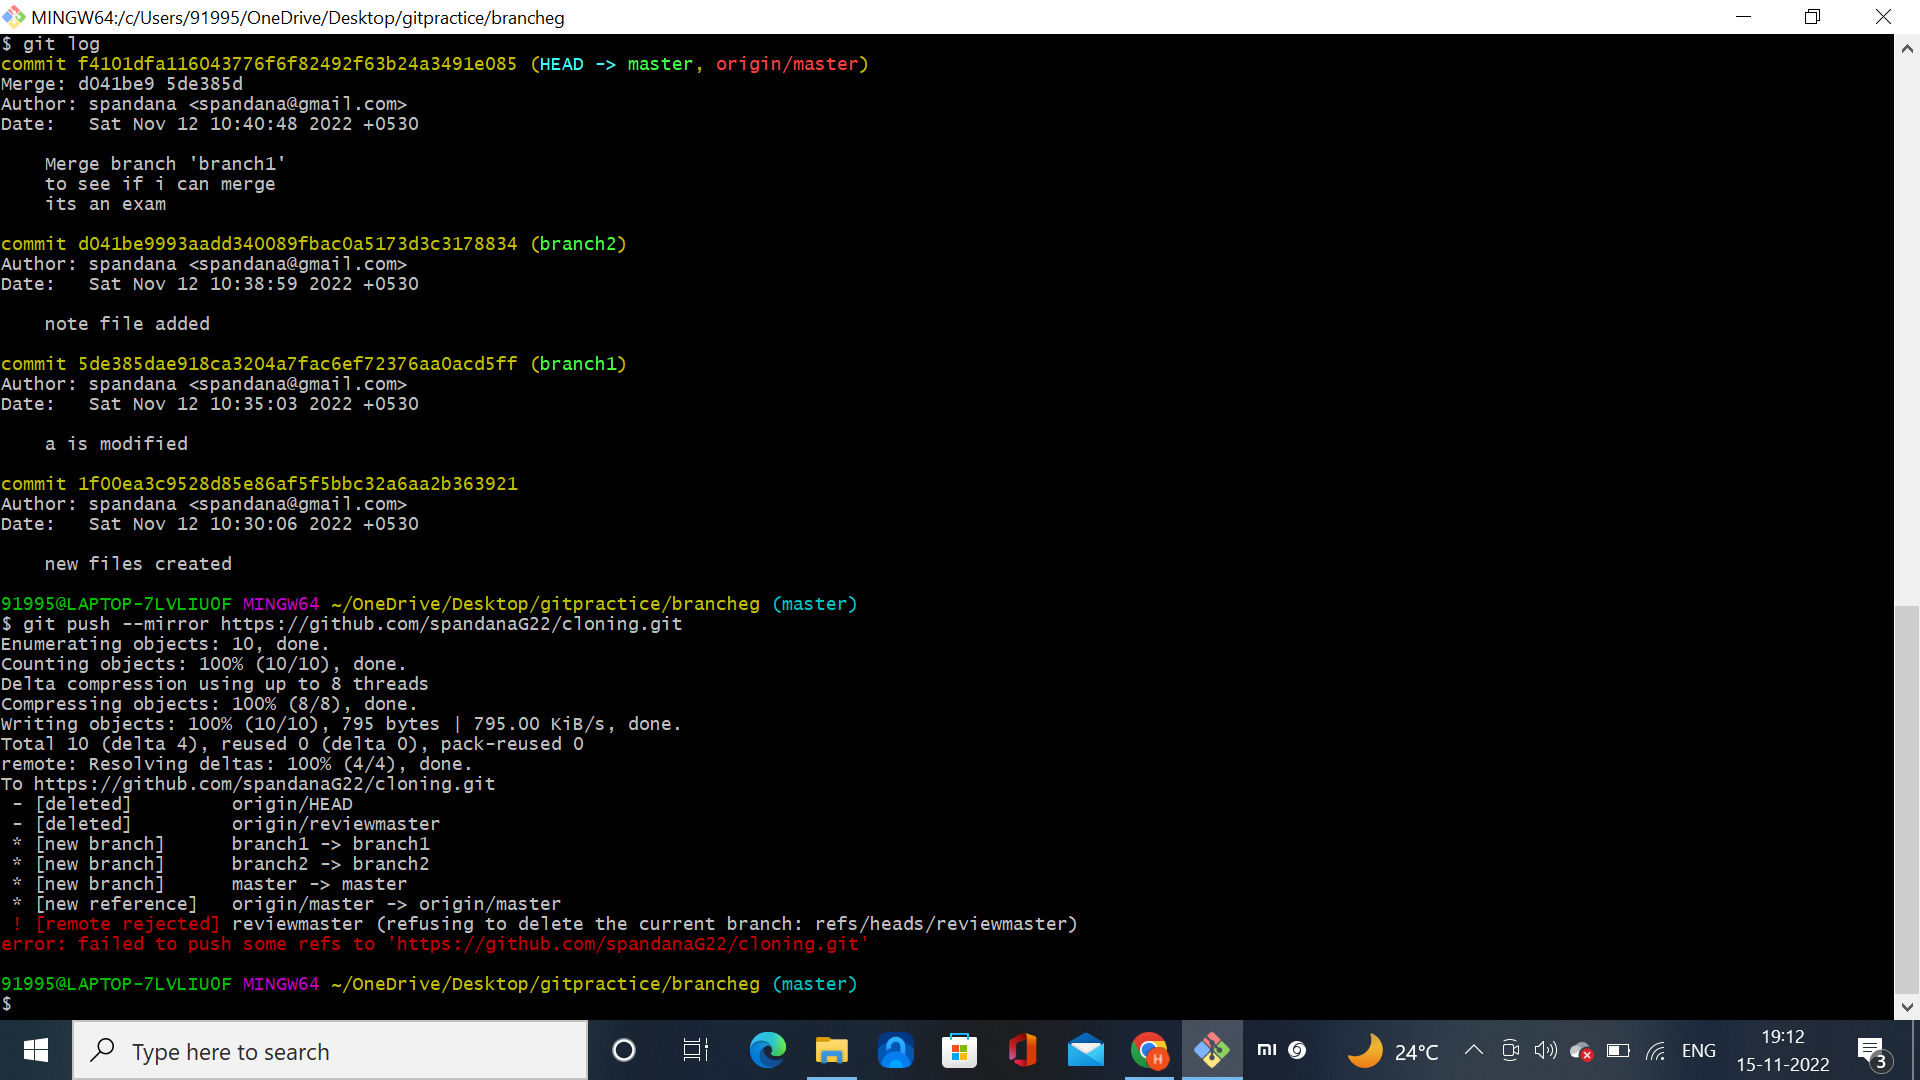 MINGW64:/c/Users/91995/OneDrive/Desktop/gitpractice/brancheg
$ git log
commit f4101dfa116043776f6f82492f63b24a3491e085 (HEAD -> master, origin/master)
Merge: d041be9 5de385d
Author: spandana <spandana@gmail.com>
Date:   Sat Nov 12 10:40:48 2022 +0530
    Merge branch 'branch1'
    to see if i can merge
    its an exam
commit d041be9993aadd340089fbac0a5173d3c3178834 (branch2)
Author: spandana <spandana@gmail.com>
Date:   Sat Nov 12 10:38:59 2022 +0530
    note file added
commit 5de385dae918ca3204a7fac6ef72376aa0acd5ff (branch1)
Author: spandana <spandana@gmail.com>
Date:   Sat Nov 12 10:35:03 2022 +0530
    a is modified
commit 1f00ea3c9528d85e86af5f5bbc32a6aa2b363921
Author: spandana <spandana@gmail.com>
Date:   Sat Nov 12 10:30:06 2022 +0530
    new files created
91995@LAPTOP-7LVLIU0F MINGW64 ~/OneDrive/Desktop/gitpractice/brancheg (master)
$ git push --mirror https://github.com/spandanaG22/cloning.git
Enumerating objects: 10, done.
Counting objects: 100% (10/10), done.
Delta compression using up to 8 threads
Compressing objects: 100% (8/8), done.
Writing objects: 100% (10/10), 795 bytes | 795.00 KiB/s, done.
Total 10 (delta 4), reused 0 (delta 0), pack-reused 0
remote: Resolving deltas: 100% (4/4), done.
To https://github.com/spandanaG22/cloning.git
 - [deleted]         origin/HEAD
 - [deleted]         origin/reviewmaster
 * [new branch]      branch1 -> branch1
 * [new branch]      branch2 -> branch2
 * [new branch]      master -> master
 * [new reference]   origin/master -> origin/master
 ! [remote rejected] reviewmaster (refusing to delete the current branch: refs/heads/reviewmaster)
error: failed to push some refs to 'https://github.com/spandanaG22/cloning.git'
91995@LAPTOP-7LVLIU0F MINGW64 ~/OneDrive/Desktop/gitpractice/brancheg (master)
$
Type here to search
H
MI
24°C
ENG
19:12
15-11-2022
3